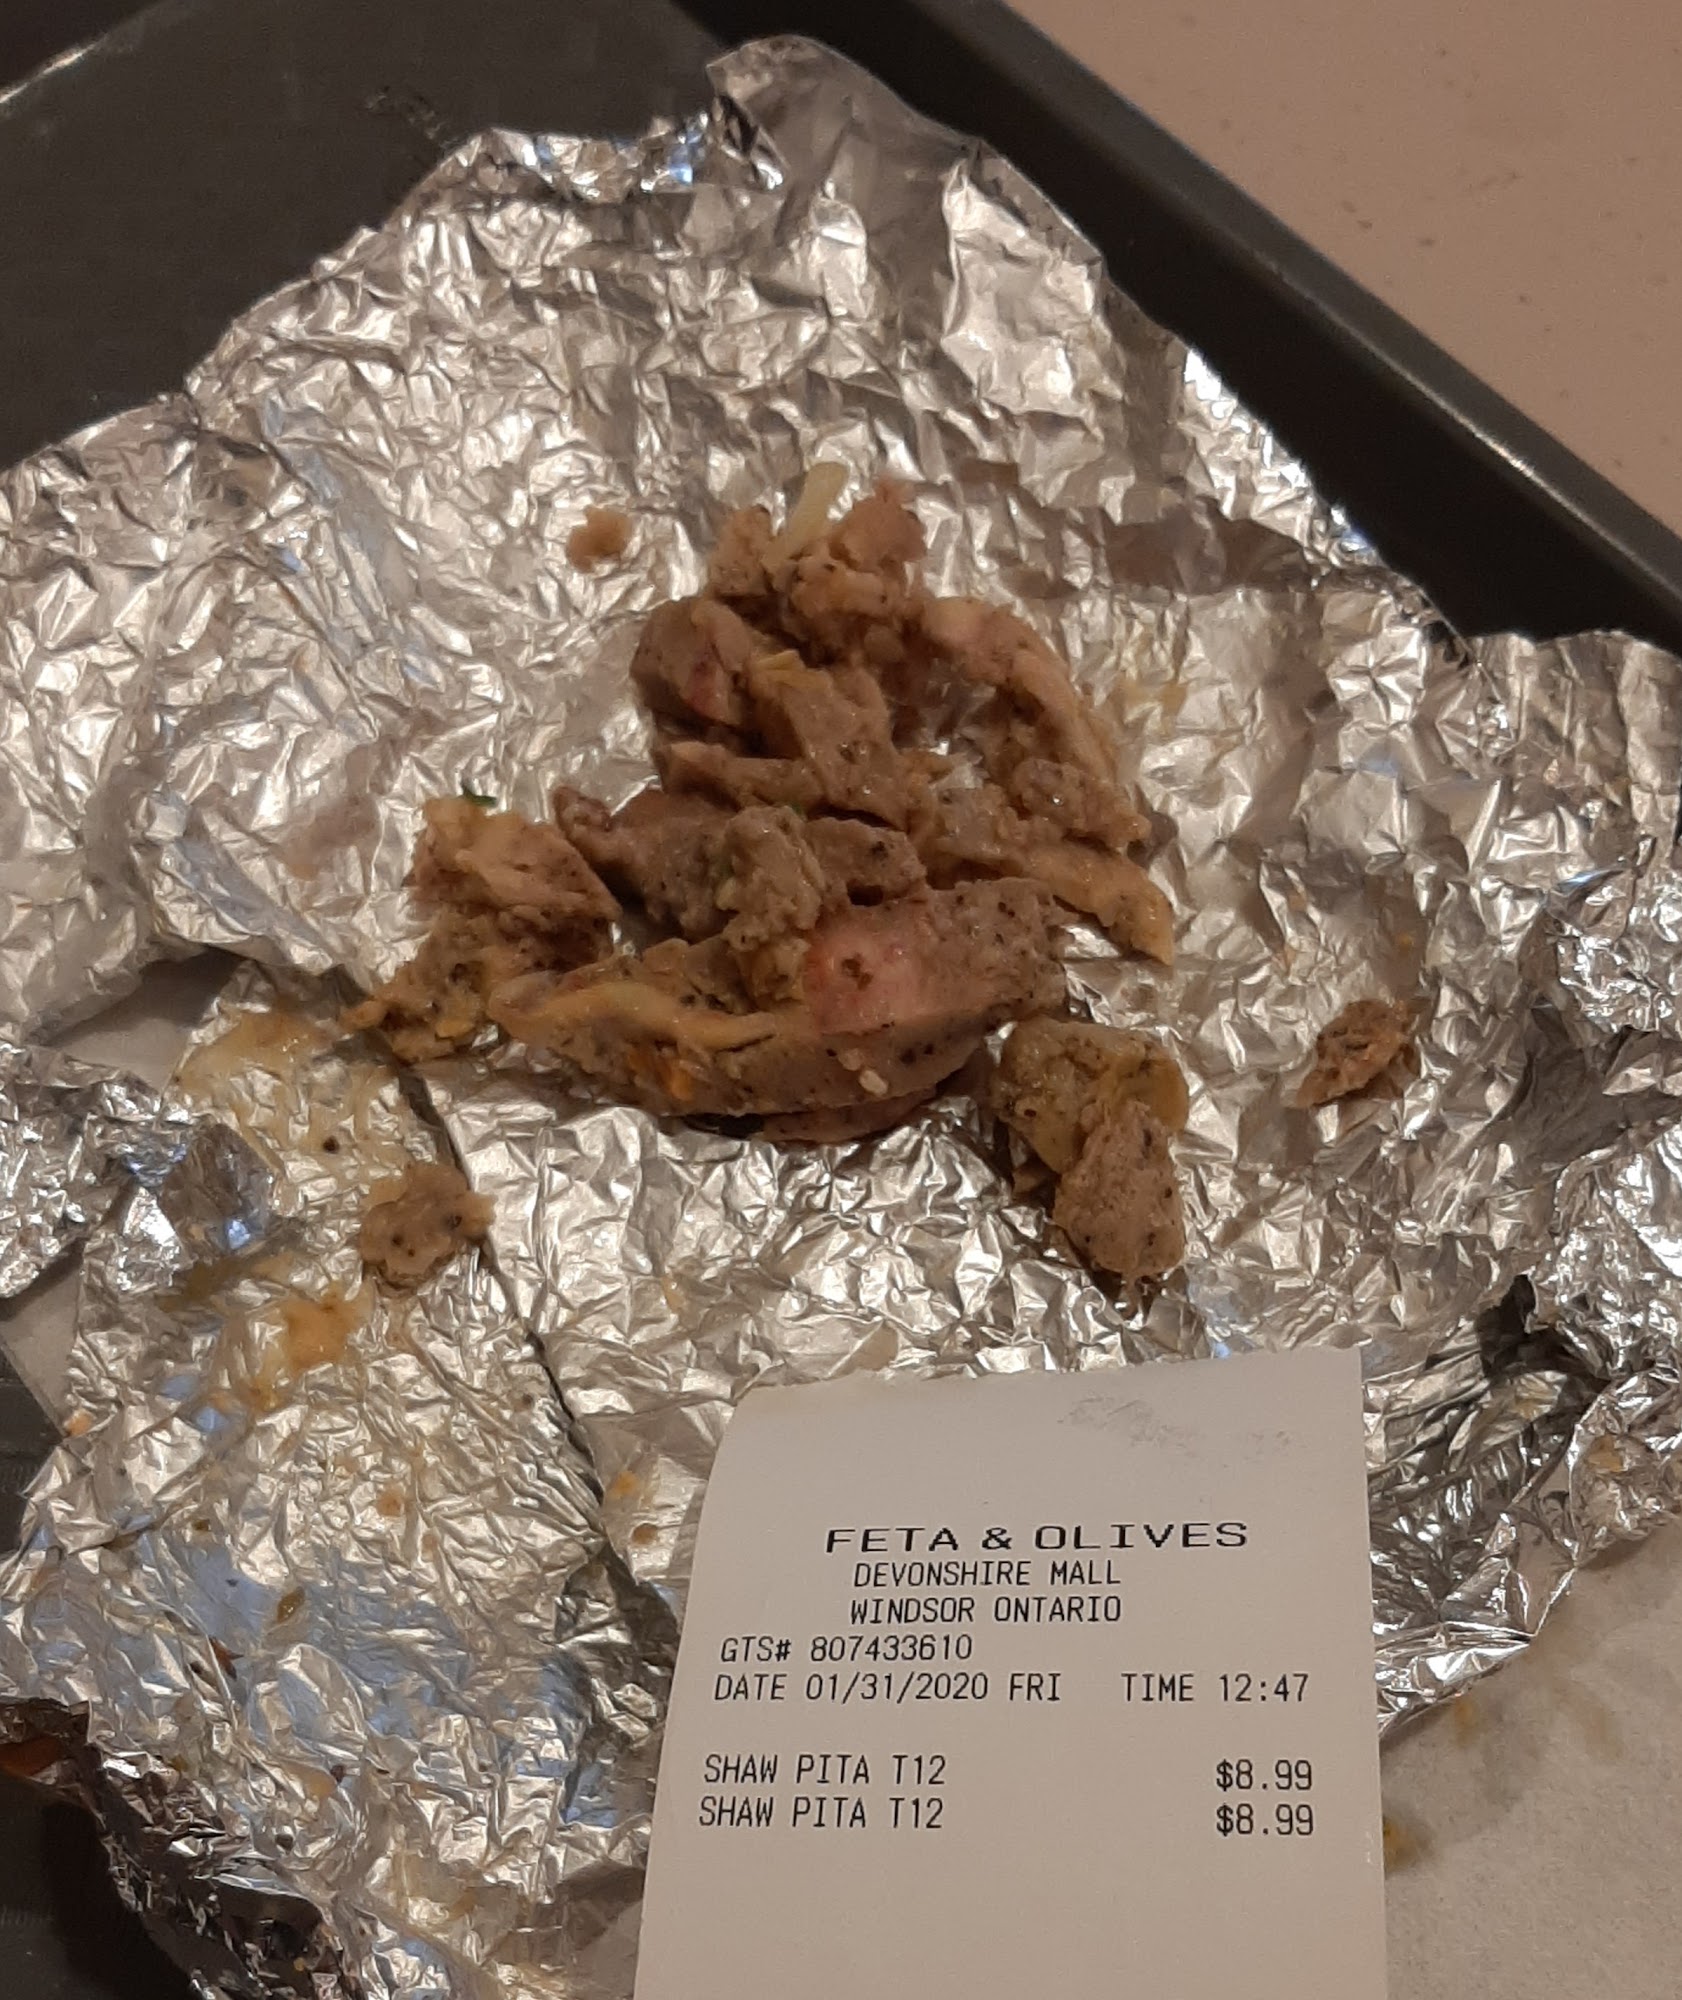 FETA & OLIVES
DEVONSHIRE MALL
WINDSOR ONTARIO
GTS# 807433610
DATE 01/31/2020 FRI TIME 12:47
SHAW PITA T12 $8.99
SHAW PITA T12 $8.99